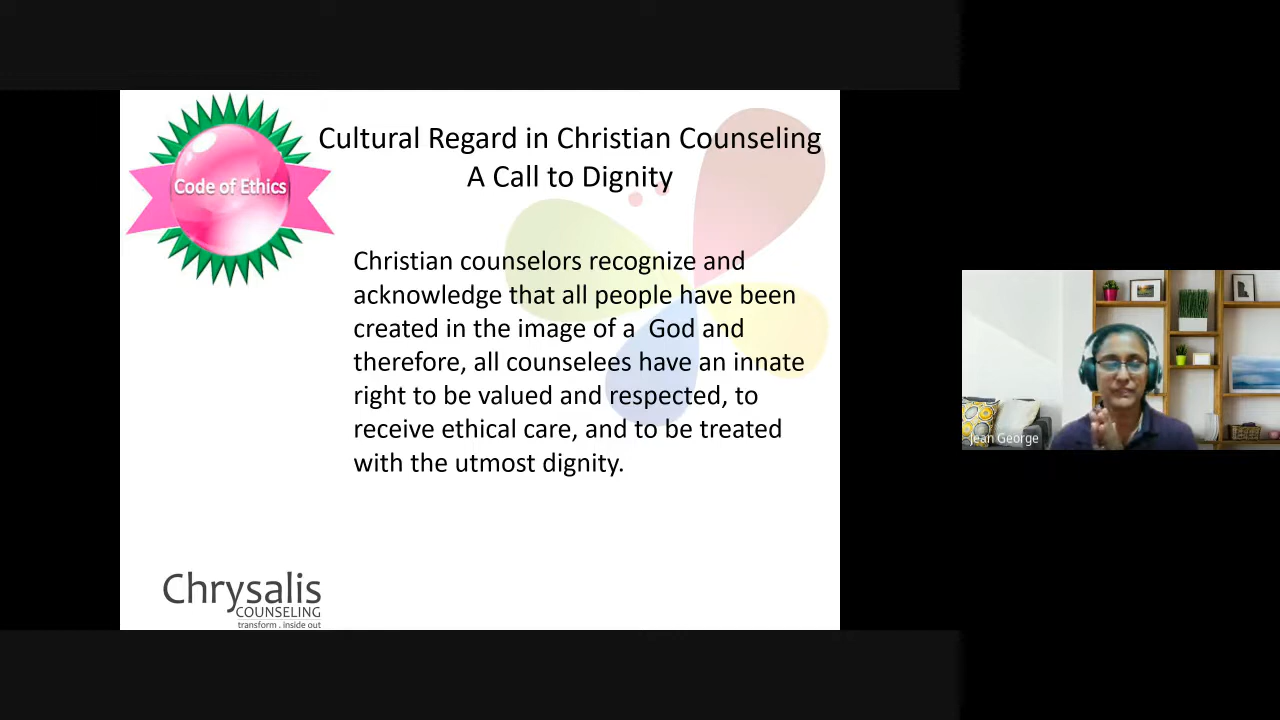 Code of Ethics
Cultural Regard in Christian Counseling
A Call to Dignity
Christian counselors recognize and
acknowledge that all people have been
created in the image of a  God and
therefore, all counselees have an innate
right to be valued and respected, to
receive ethical care, and to be treated
with the utmost dignity.
Chrysalis
COUNSELING
transform . inside out
Jean George